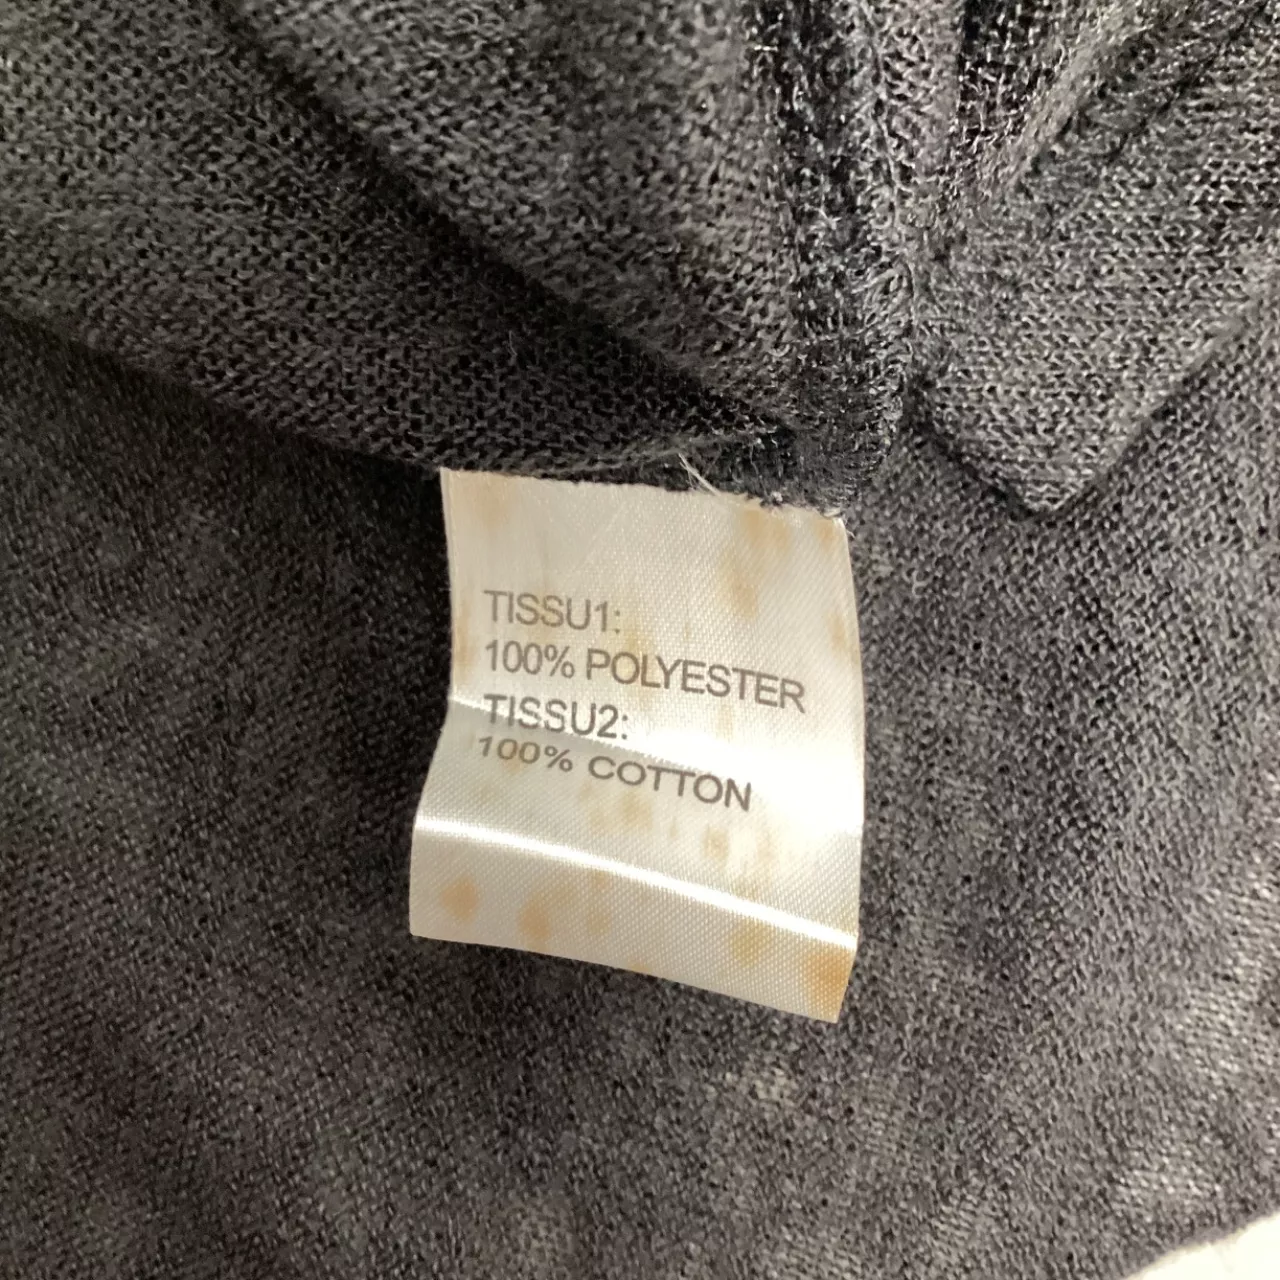 TISSU1:
100% POLYESTER
TISSU2:
100% COTTON